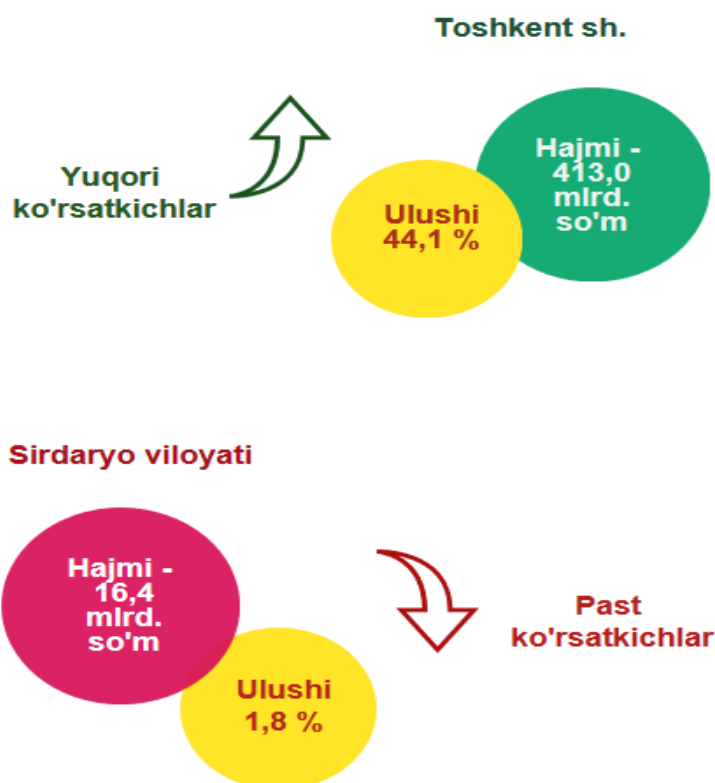 Toshkent sh.
Yuqori
ko'rsatkichlar
Hajmi -
413,0
mlrd.
so'm
Ulushi
44,1 %
Sirdaryo viloyati
Hajmi -
16,4
mlrd.
so'm
Past
ko'rsatkichlar
Ulushi
1,8 %